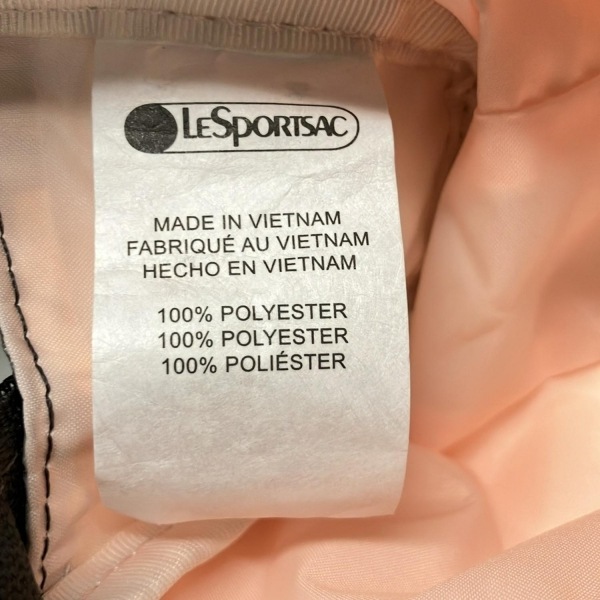 LESPORTSAC
MADE IN VIETNAM
FABRIQUÉ AU VIETNAM
HECHO EN VIETNAM
100% POLYESTER
100% POLYESTER
100% POLIÉSTER